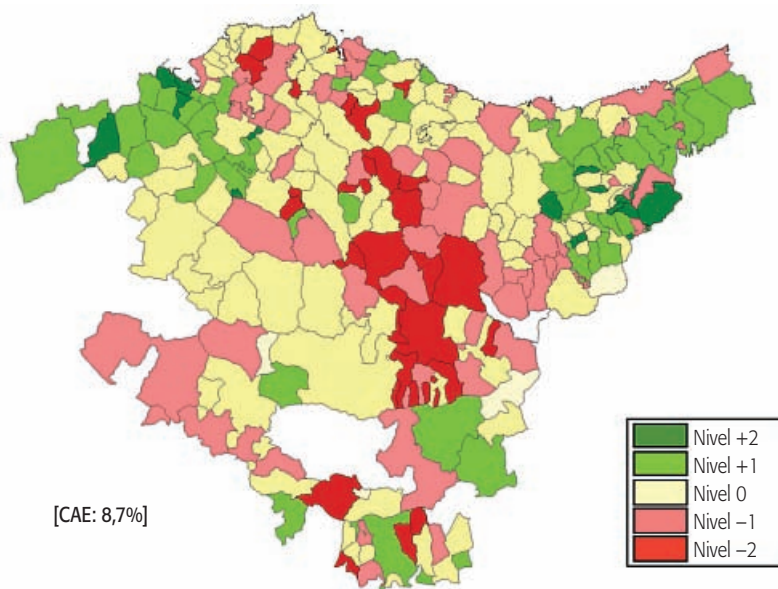 [CAE: 8,7%]
Nivel +2
Nivel +1
Nivel 0
Nivel –1
Nivel –2